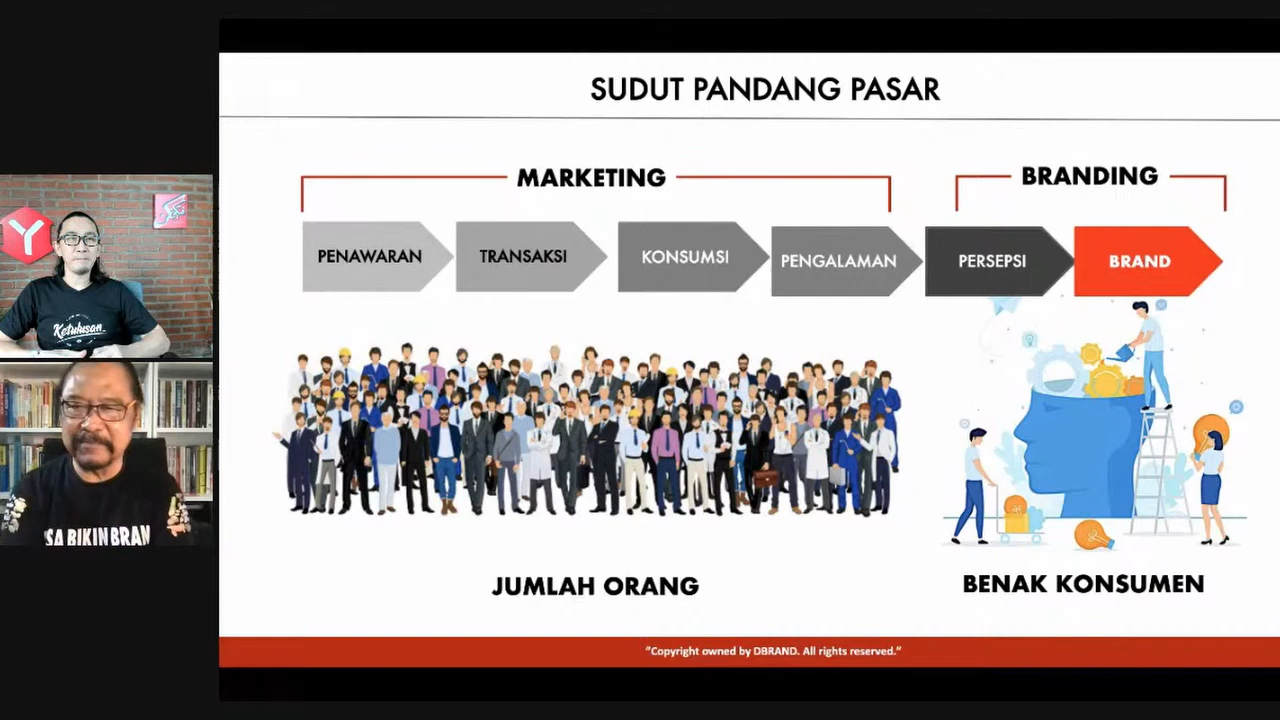 SUDUT PANDANG PASAR
MARKETING
BRANDING
PENAWARAN
TRANSAKSI
KONSUMSI
PENGALAMAN
PERSEPSI
BRAND
JUMLAH ORANG
BENAK KONSUMEN
“Copyright owned by DBRAND. All rights reserved.”
Ketulusan
SA BIKIN BRAN